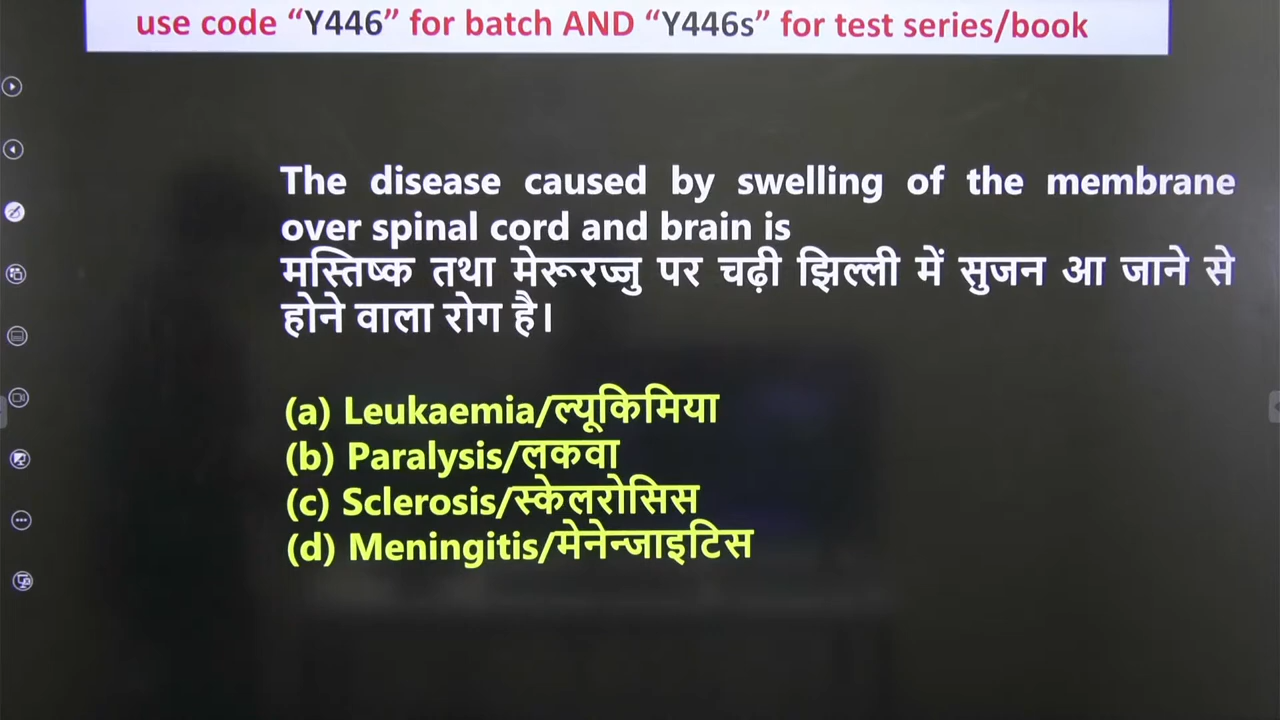 use code “Y446” for batch AND “Y446s” for test series/book
The disease caused by swelling of the membrane
over spinal cord and brain is
मस्तिष्क तथा मेरूरज्जु पर चढ़ी झिल्ली में सुजन आ जाने से
होने वाला रोग है।
(a) Leukaemia/ल्यूकिमिया
(b) Paralysis/लकवा
(c) Sclerosis/स्केलरोसिस
(d) Meningitis/मेनेन्जाइटिस